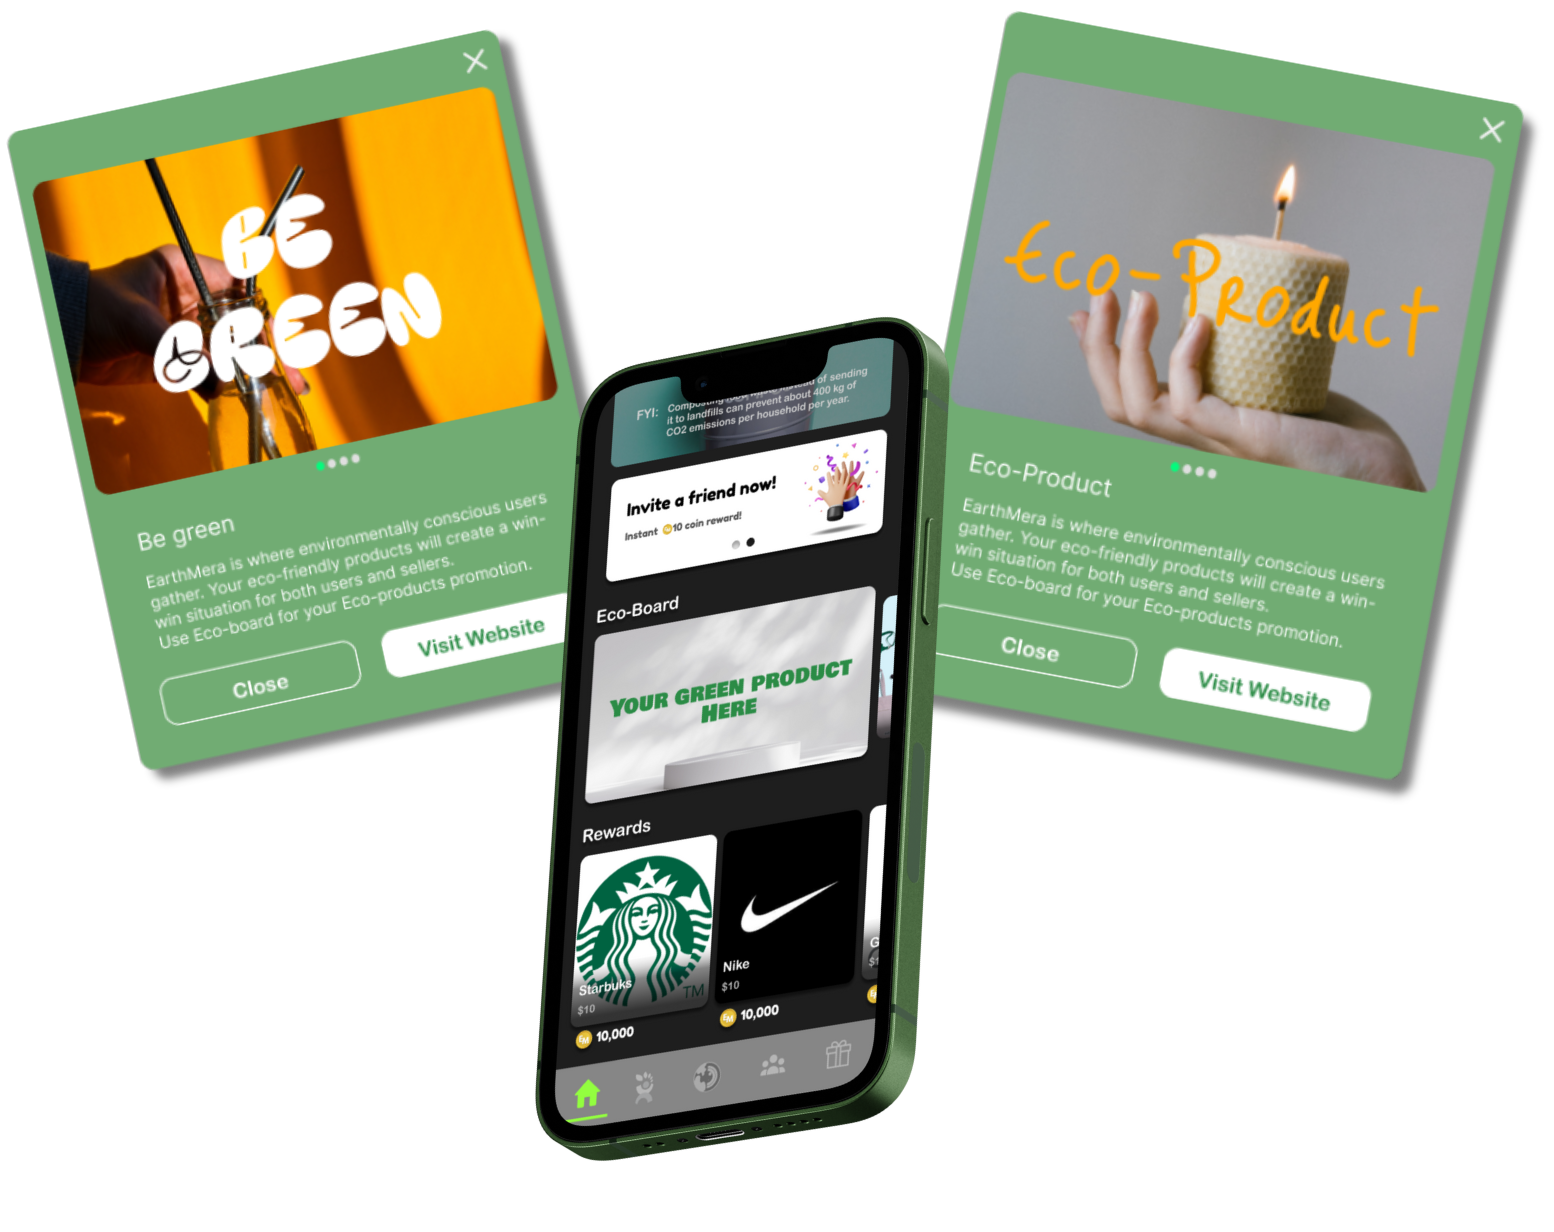 BE
GREEN
Be green
EarthMera is where environmentally conscious users
gather. Your eco-friendly products will create a win-
win situation for both users and sellers.
Use Eco-board for your Eco-products promotion.
Close
Visit Website
Eco-Product
Eco-Product
EarthMera is where environmentally conscious users
gather. Your eco-friendly products will create a win-
win situation for both users and sellers.
Use Eco-board for your Eco-products promotion.
Close
Visit Website
FYI:
Composting food waste instead of sending
it to landfills can prevent about 400 kg of
CO2 emissions per household per year.
Invite a friend now!
Instant EM 10 coin reward!
Eco-Board
YOUR GREEN PRODUCT
HERE
Rewards
Starbuks
$10
TM
EM 10,000
Nike
$10
EM 10,000
G